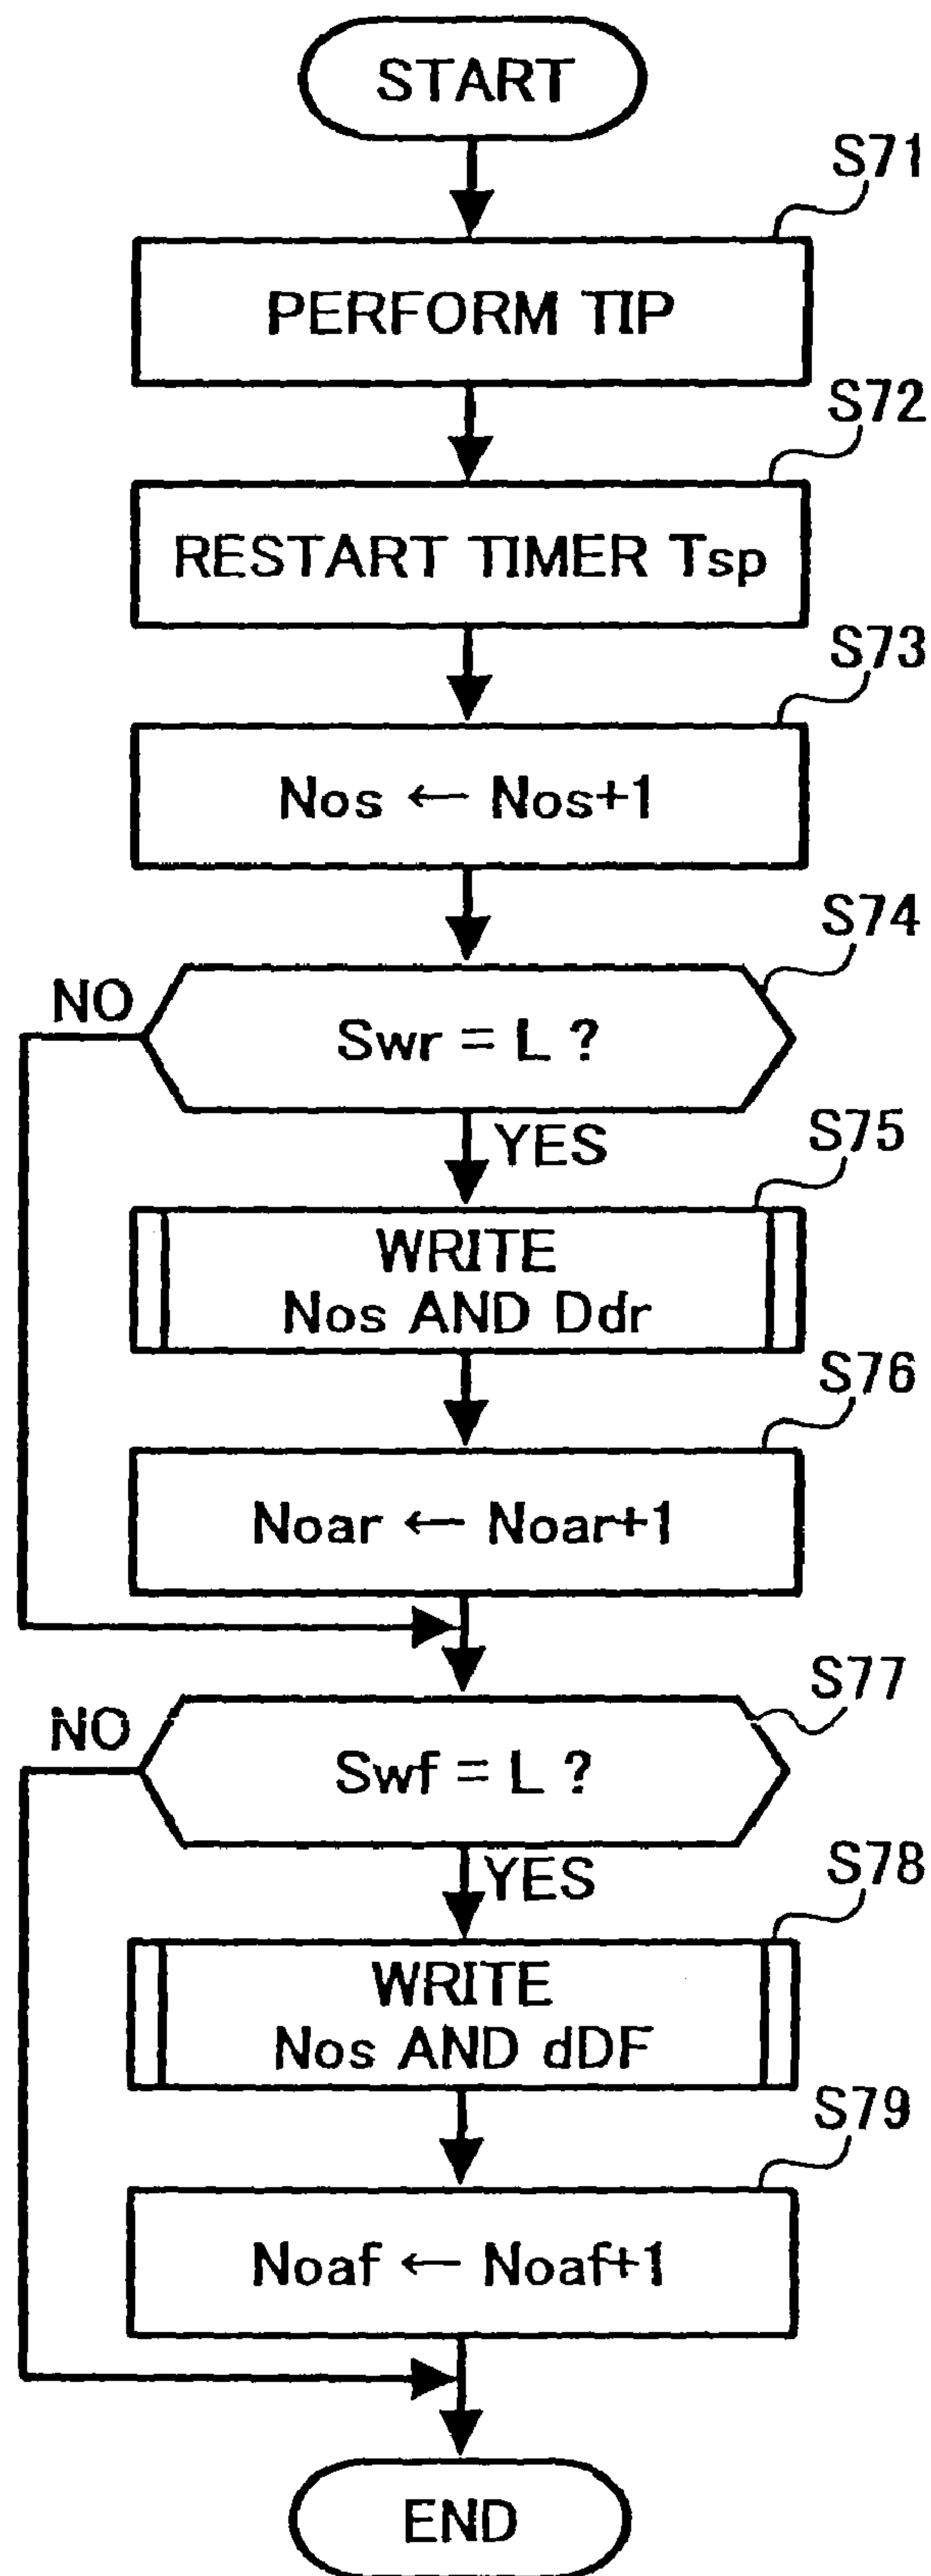 START
S71
PERFORM TIP
S72
RESTART TIMER Tsp
S73
Nos ← Nos+1
S74
NO
Swr = L ?
YES
S75
WRITE
Nos AND Ddr
S76
Noar ← Noar+1
S77
NO
Swf = L ?
YES
S78
WRITE
Nos AND dDF
S79
Noaf ← Noaf+1
END